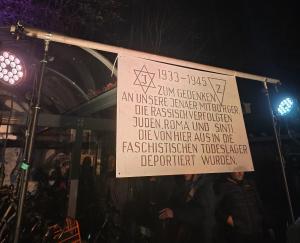 J 1933-1945 Z
ZUM GEDENKEN
AN UNSERE JENAER MITBÜRGER
DIE RASSISCH VERFOLGTEN
JUDEN, ROMA UND SINTI
DIE VON HIER AUS IN DIE
FASCHISTISCHEN TODESLAGER
DEPORTIERT WURDEN.